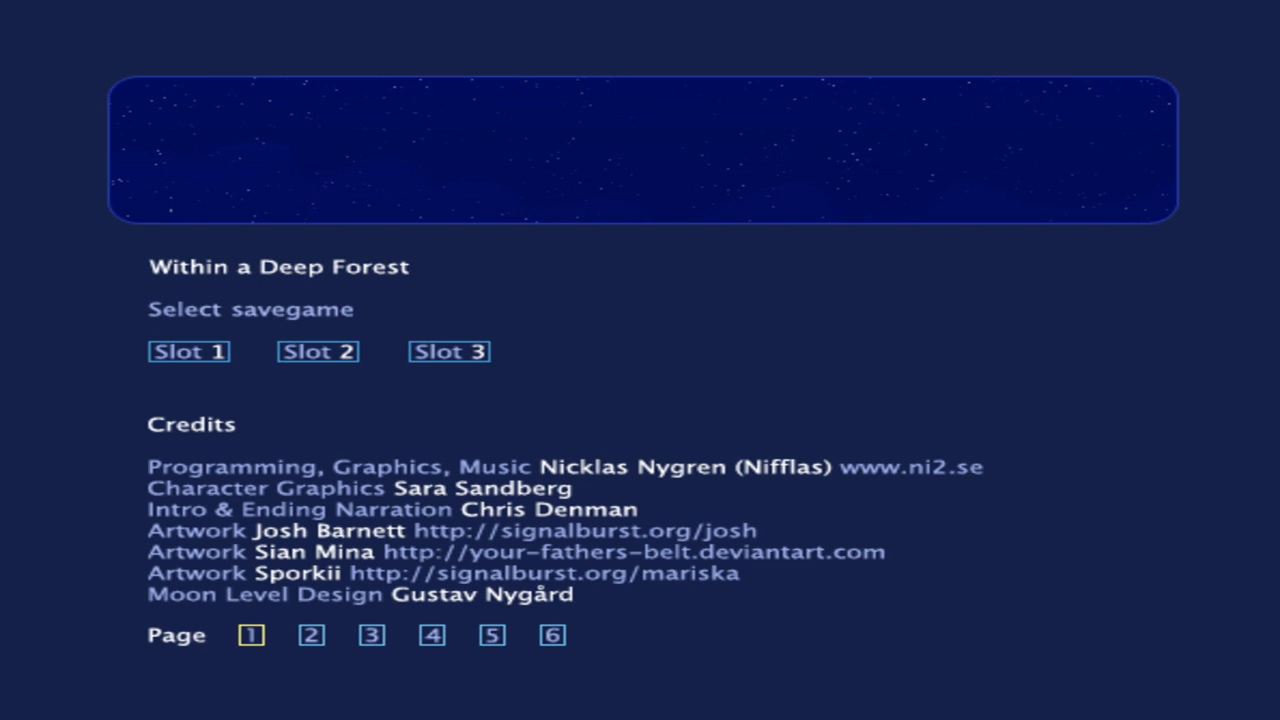 Within a Deep Forest
Select savegame
Slot 1 Slot 2 Slot 3
Credits
Programming, Graphics, Music Nicklas Nygren (Nifflas) www.ni2.se
Character Graphics Sara Sandberg
Intro & Ending Narration Chris Denman
Artwork Josh Barnett http://signalburst.org/josh
Artwork Sian Mina http://your-fathers-belt.deviantart.com
Artwork Sporkii http://signalburst.org/mariska
Moon Level Design Gustav Nygård
Page 1 2 3 4 5 6